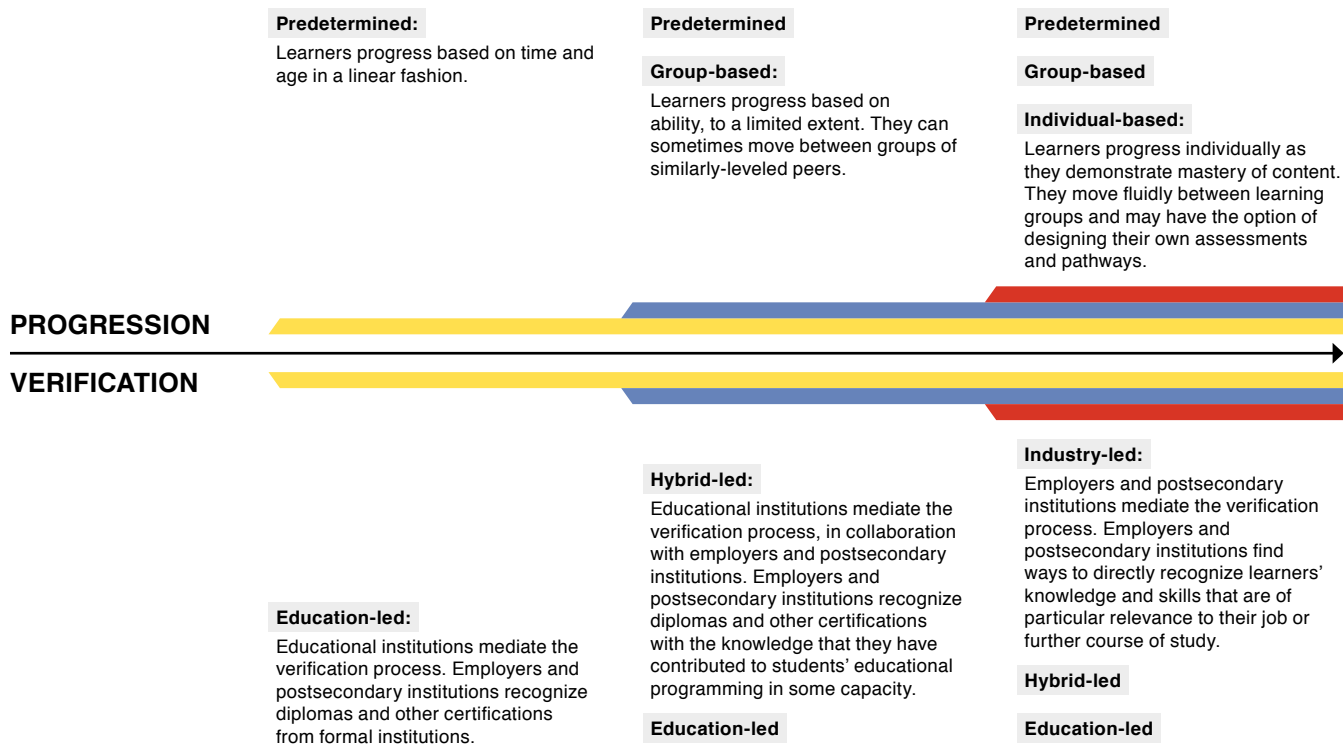 Predetermined:
Learners progress based on time and
age in a linear fashion.
Predetermined
Group-based:
Learners progress based on
ability, to a limited extent. They can
sometimes move between groups of
similarly-leveled peers.
Predetermined
Group-based
Individual-based:
Learners progress individually as
they demonstrate mastery of content.
They move fluidly between learning
groups and may have the option of
designing their own assessments
and pathways.
PROGRESSION
VERIFICATION
Education-led:
Educational institutions mediate the
verification process. Employers and
postsecondary institutions recognize
diplomas and other certifications
from formal institutions.
Hybrid-led:
Educational institutions mediate the
verification process, in collaboration
with employers and postsecondary
institutions. Employers and
postsecondary institutions recognize
diplomas and other certifications
with the knowledge that they have
contributed to students’ educational
programming in some capacity.
Education-led
Industry-led:
Employers and postsecondary
institutions mediate the verification
process. Employers and
postsecondary institutions find
ways to directly recognize learners’
knowledge and skills that are of
particular relevance to their job or
further course of study.
Hybrid-led
Education-led